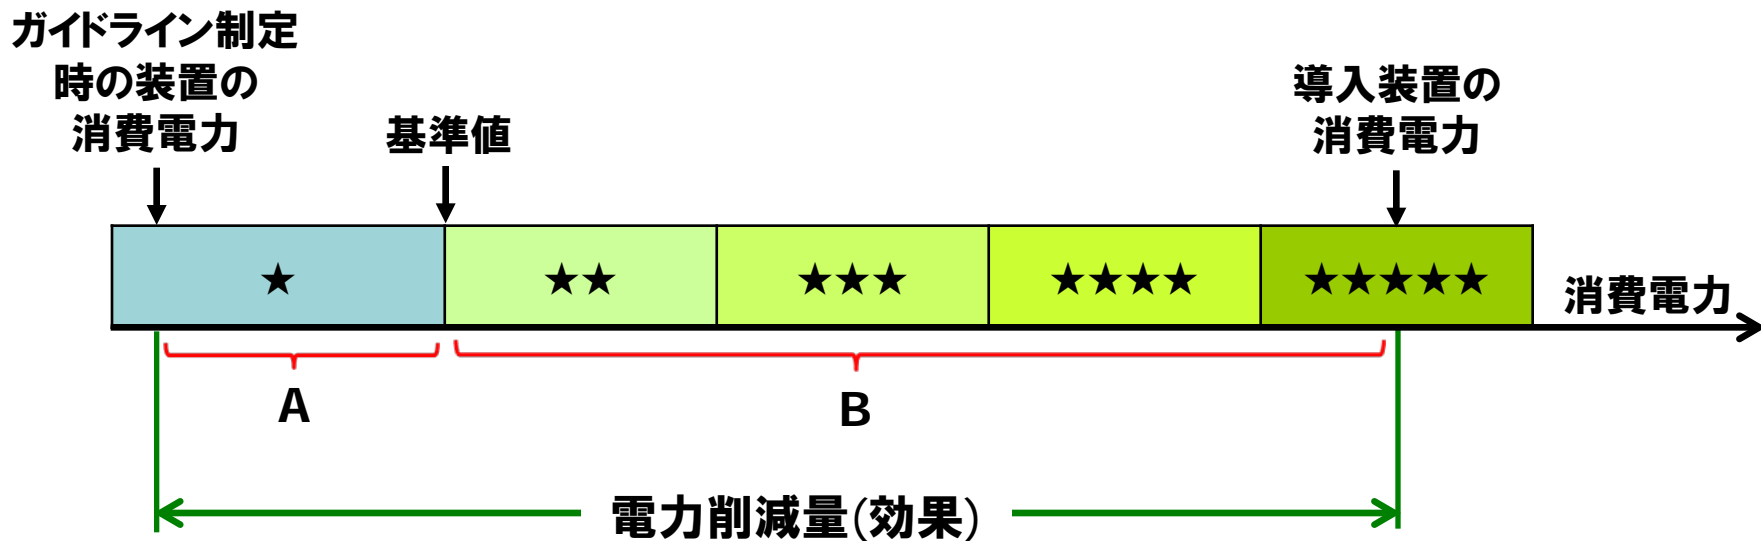 ガイドライン制定
時の装置の
消費電力
基準値
導入装置の
消費電力
★
★★
★★★
★★★★
★★★★★
消費電力
A
B
電力削減量(効果)